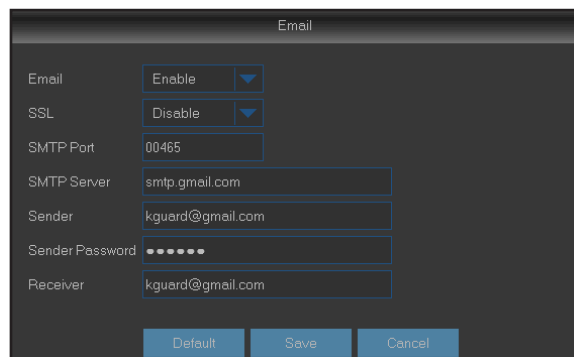 Email
Email Enable
SSL Disable
SMTP Port 00465
SMTP Server smtp.gmail.com
Sender kguard@gmail.com
Sender Password ●●●●●●
Receiver kguard@gmail.com
Default Save Cancel